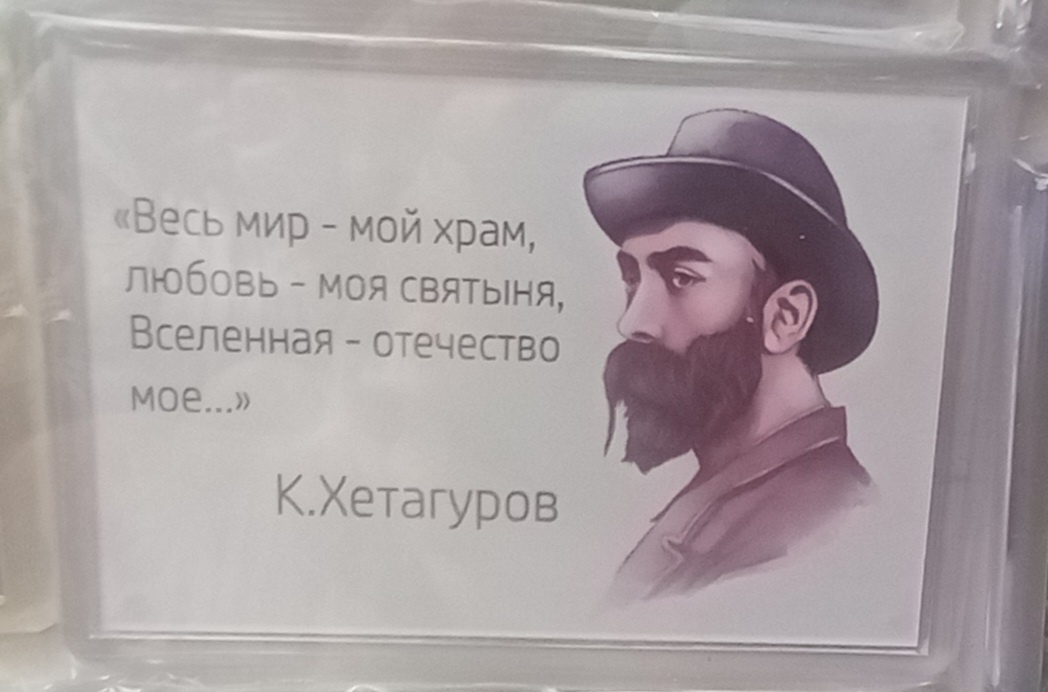 «Весь мир - мой храм,
любовь - моя святыня,
Вселенная - отечество
мое...»
К.Хетагуров